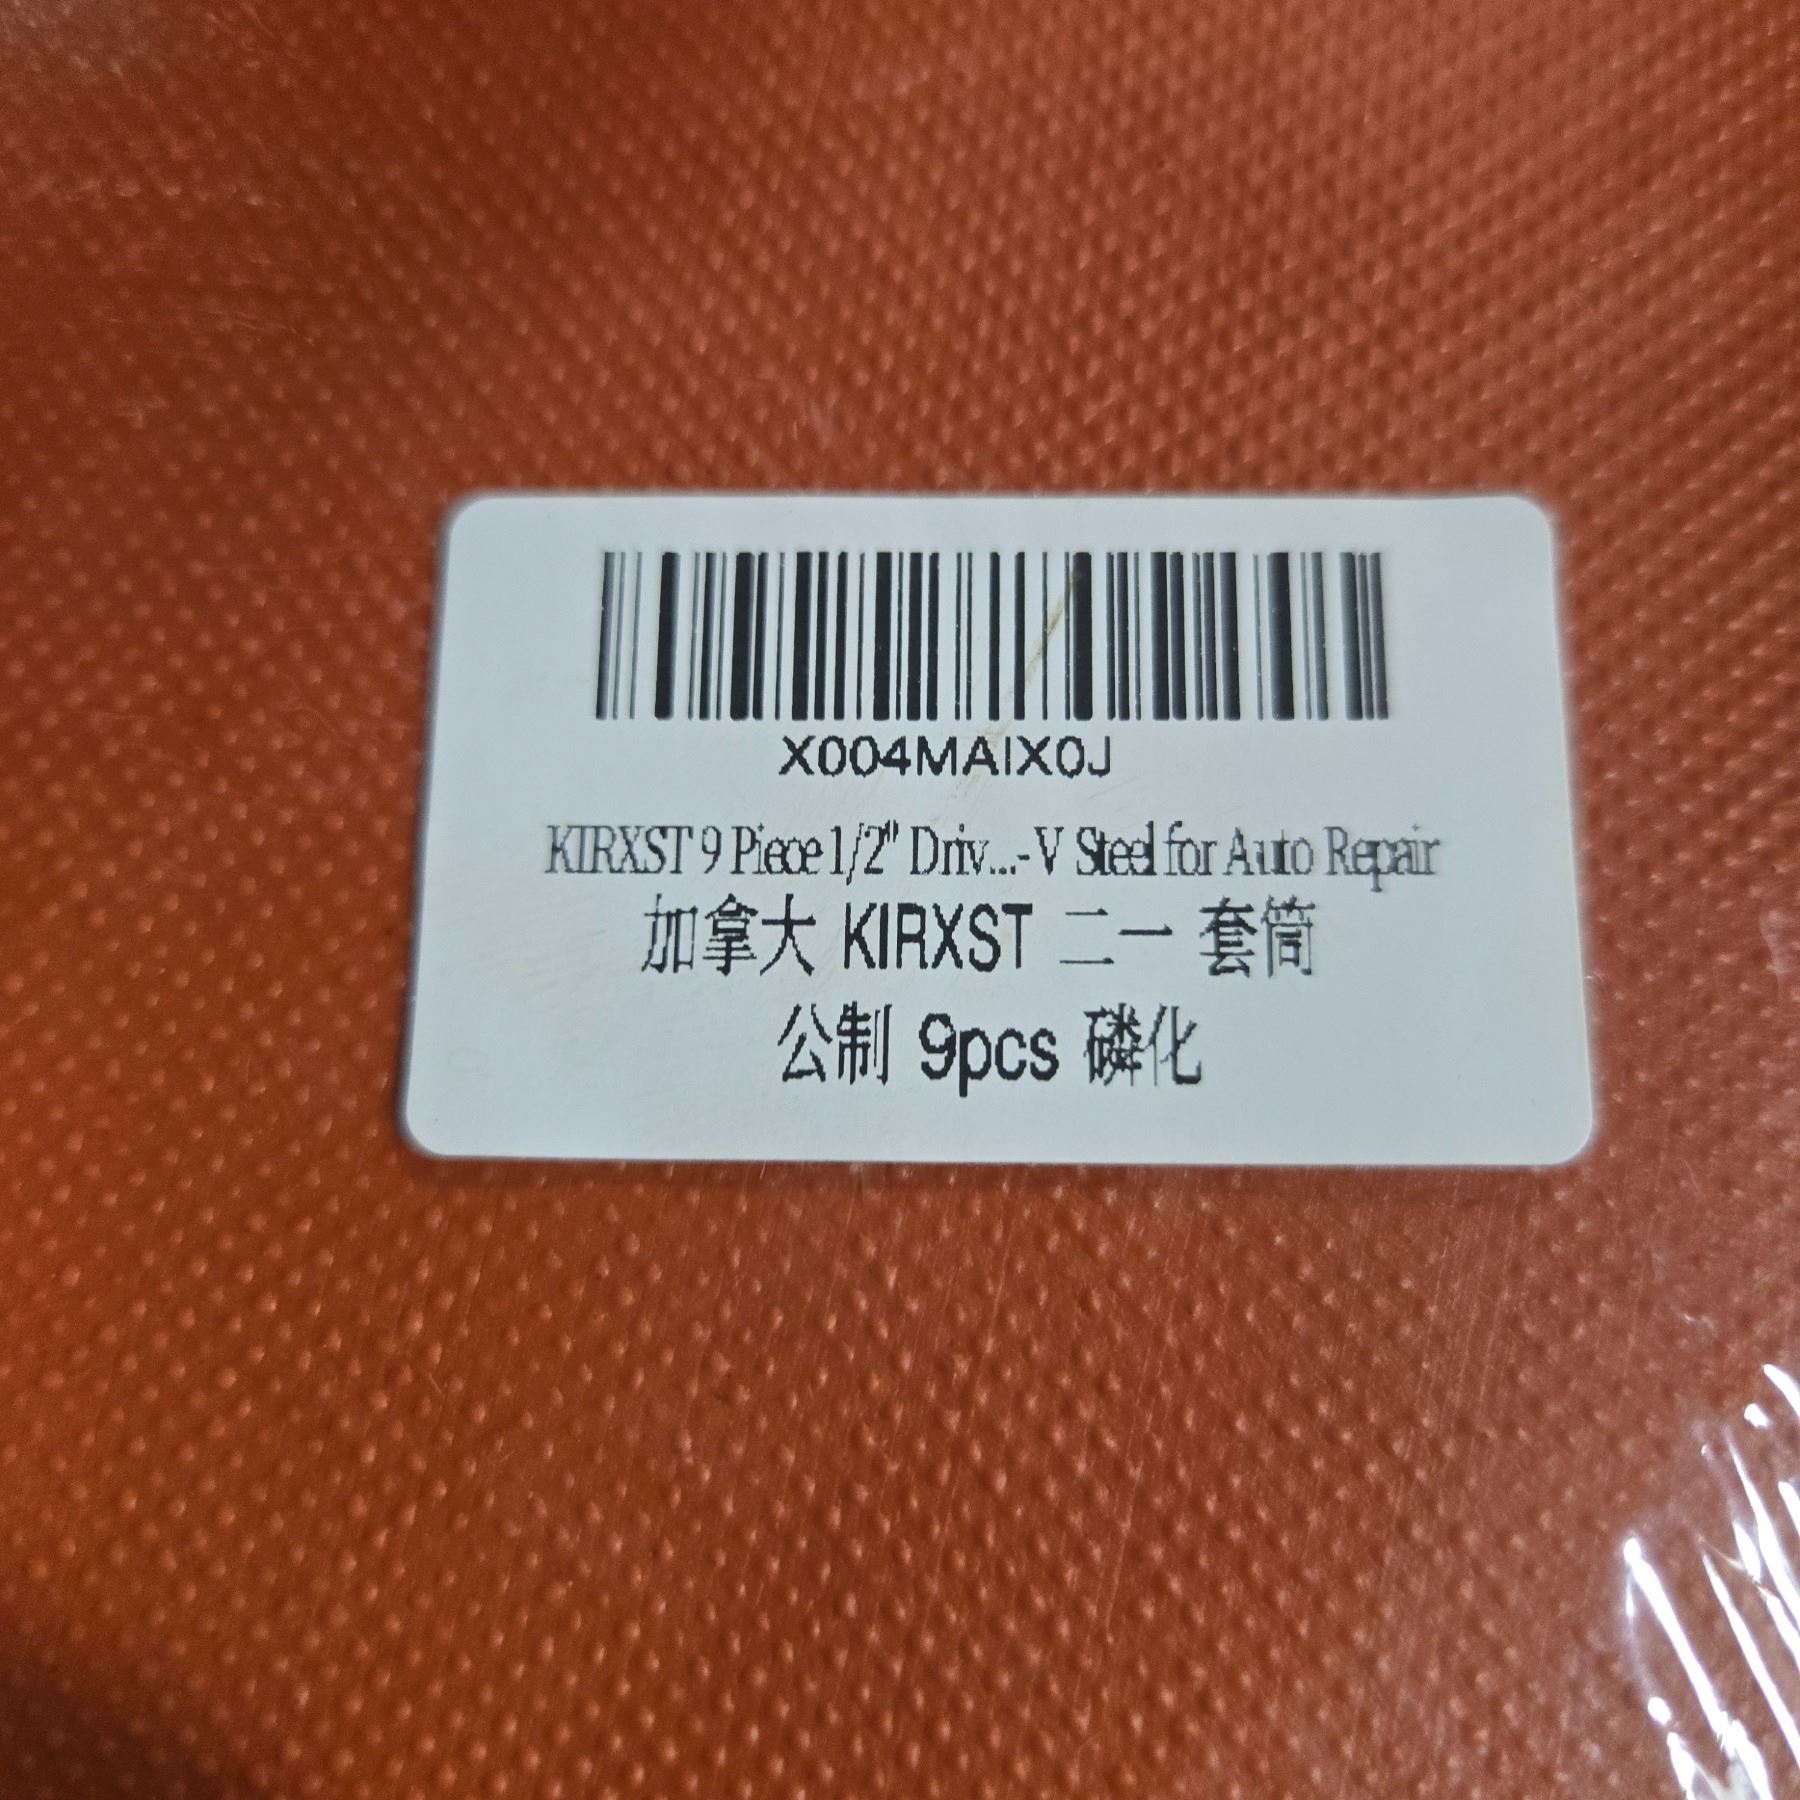 X004MAIX0J
KIRXST 9 Piece 1/2" Driv...-V Steel for Auto Repair
加拿大 KIRXST 二一 套筒
公制 9pcs 磷化